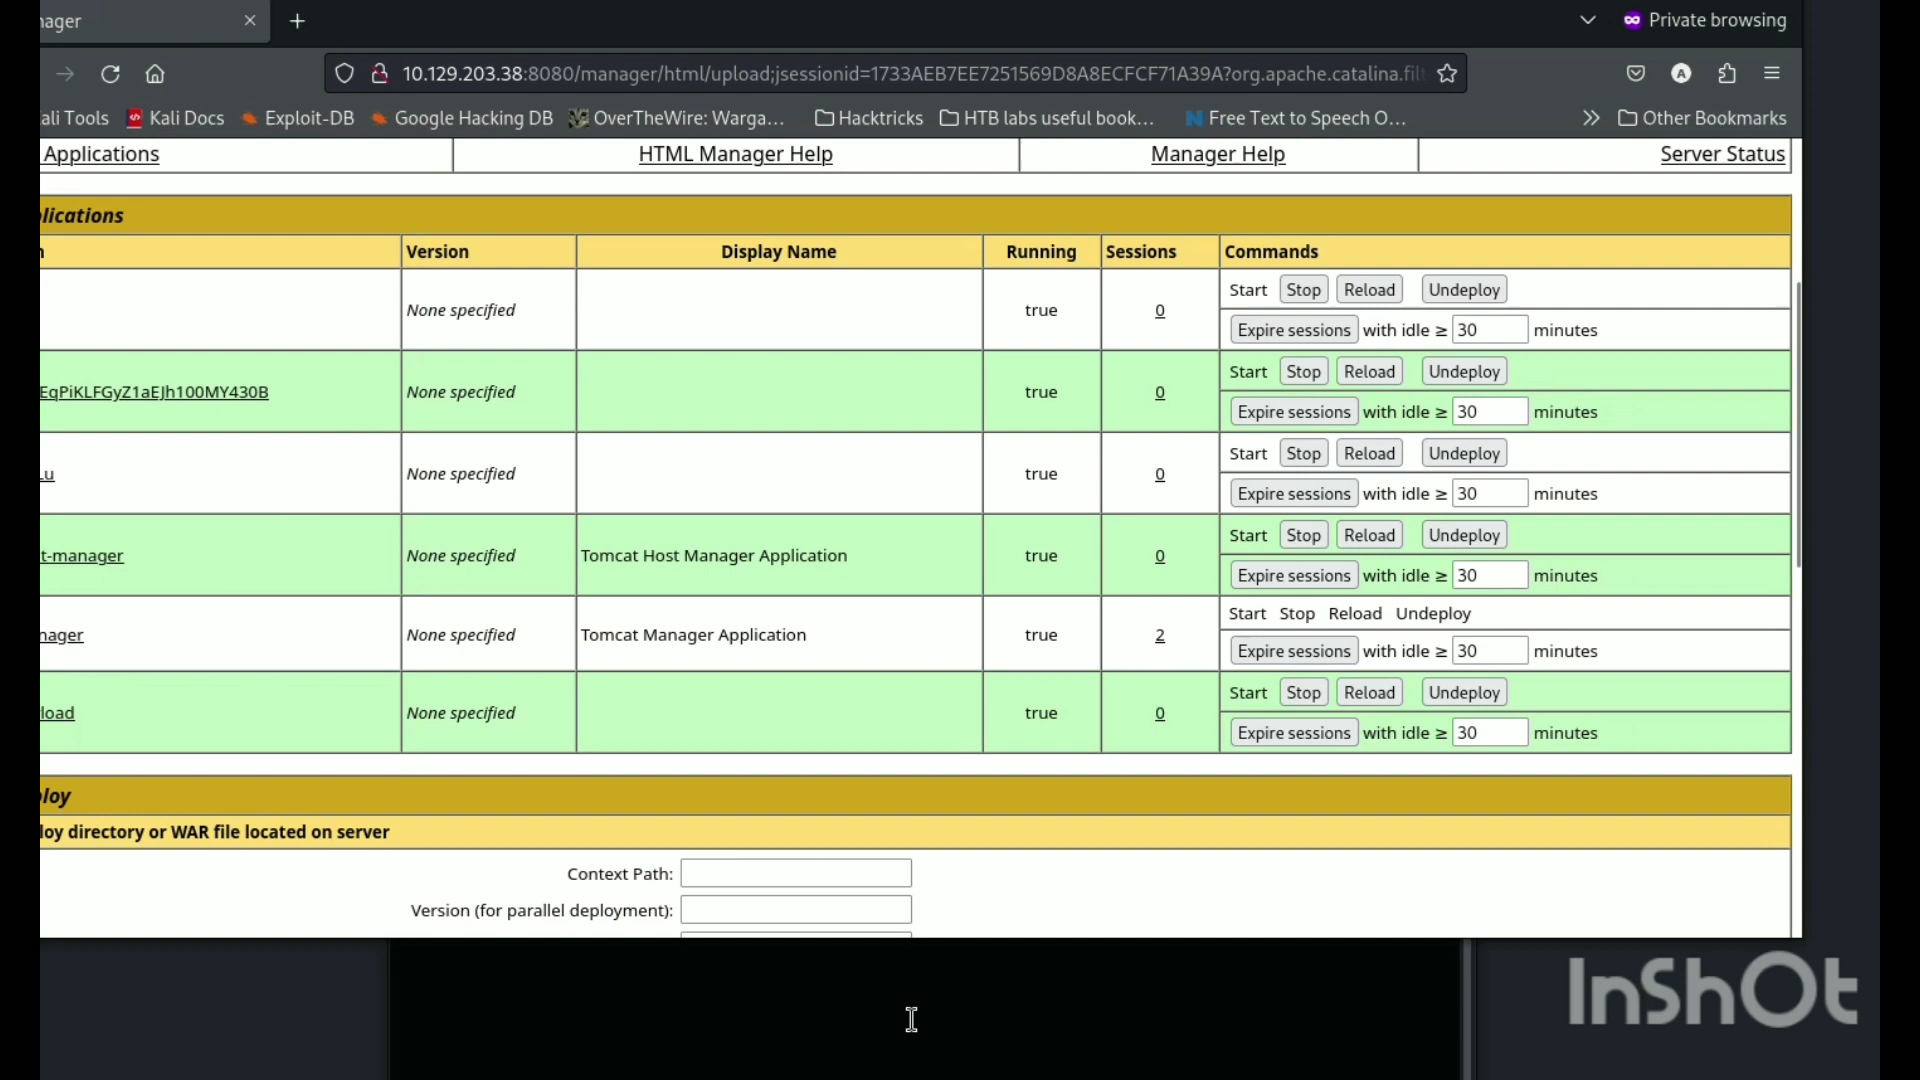 nager
Private browsing
10.129.203.38:8080/manager/html/upload;jsessionid=1733AEB7EE7251569D8A8ECFCF71A39A?org.apache.catalina.filt
ali Tools Kali Docs Exploit-DB Google Hacking DB OverTheWire: Warga... Hacktricks HTB labs useful book... Free Text to Speech O... Other Bookmarks
Applications HTML Manager Help Manager Help Server Status
plications
n Version Display Name Running Sessions Commands
Start Stop Reload Undeploy
None specified true 0
Expire sessions with idle ≥ 30 minutes
Start Stop Reload Undeploy
EqPiKLFGyZ1aEJh100MY430B None specified true 0
Expire sessions with idle ≥ 30 minutes
Start Stop Reload Undeploy
Lu None specified true 0
Expire sessions with idle ≥ 30 minutes
Start Stop Reload Undeploy
t-manager None specified Tomcat Host Manager Application true 0
Expire sessions with idle ≥ 30 minutes
Start Stop Reload Undeploy
nager None specified Tomcat Manager Application true 2
Expire sessions with idle ≥ 30 minutes
Start Stop Reload Undeploy
load None specified true 0
Expire sessions with idle ≥ 30 minutes
ploy
loy directory or WAR file located on server
Context Path:
Version (for parallel deployment):
InShOt